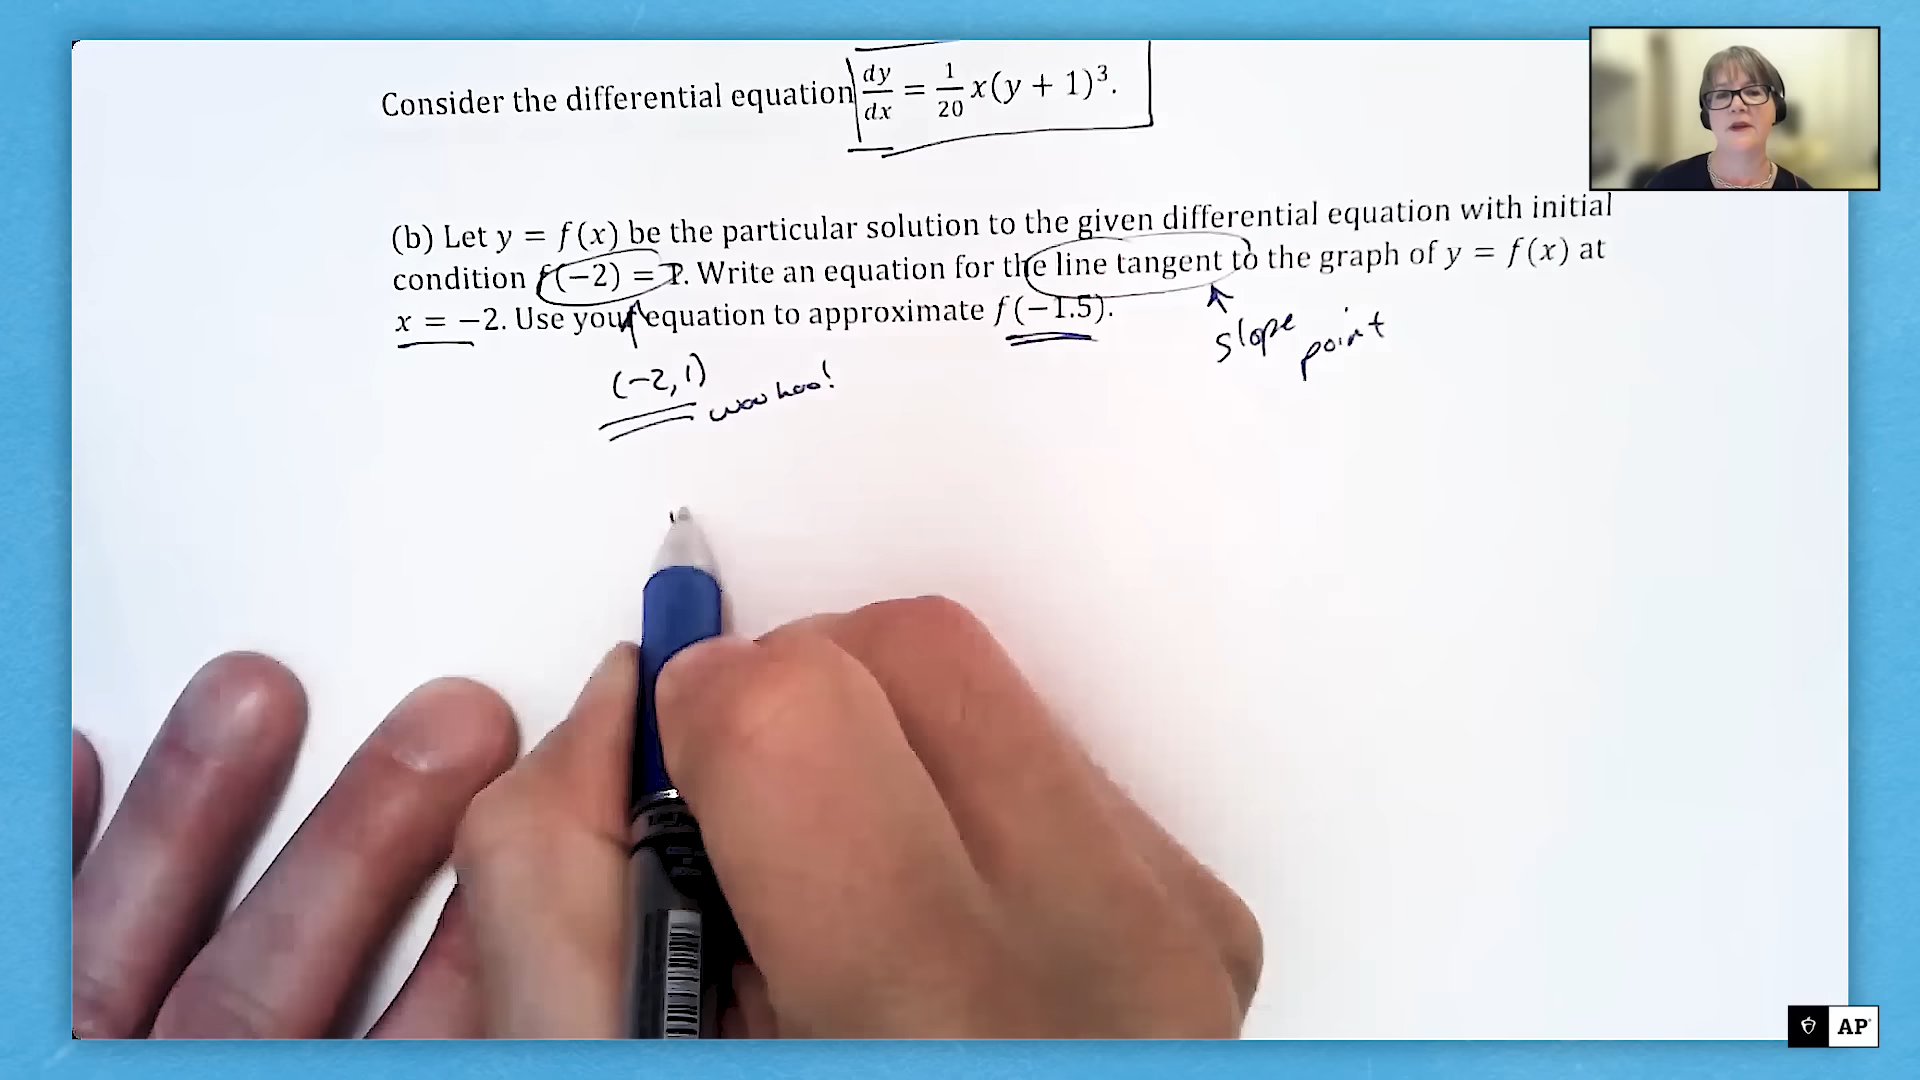 Consider the differential equation dy/dx = 1/20 x(y + 1)³.
(b) Let y = f(x) be the particular solution to the given differential equation with initial
condition f(−2) = 1. Write an equation for the line tangent to the graph of y = f(x) at
x = −2. Use your equation to approximate f(−1.5).
slope point
(−2, 1)
woo hoo!
AP